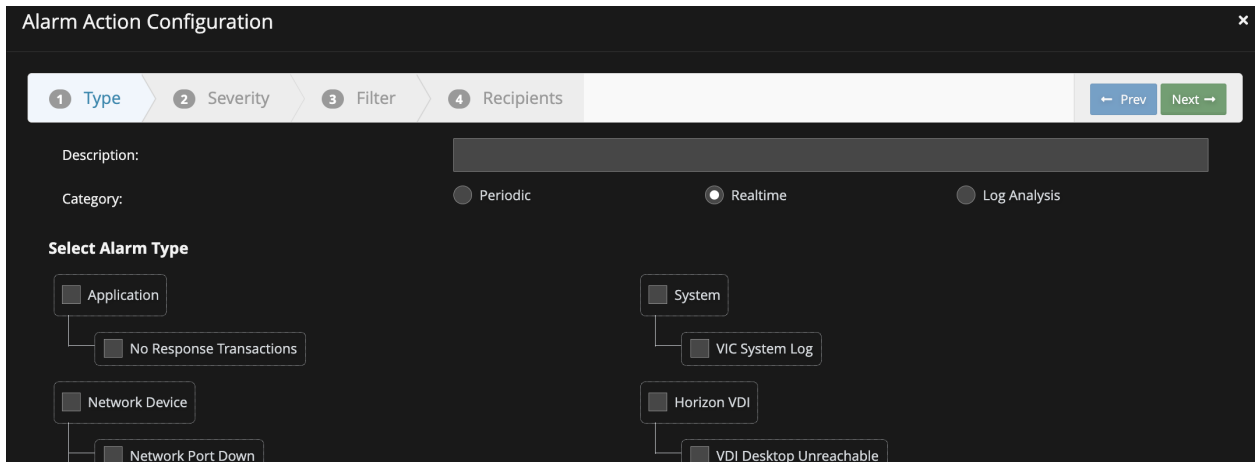 Alarm Action Configuration ×
1 Type 2 Severity 3 Filter 4 Recipients ← Prev Next →
Description:
Category: Periodic Realtime Log Analysis
Select Alarm Type
Application System
No Response Transactions VIC System Log
Network Device Horizon VDI
Network Port Down VDI Desktop Unreachable